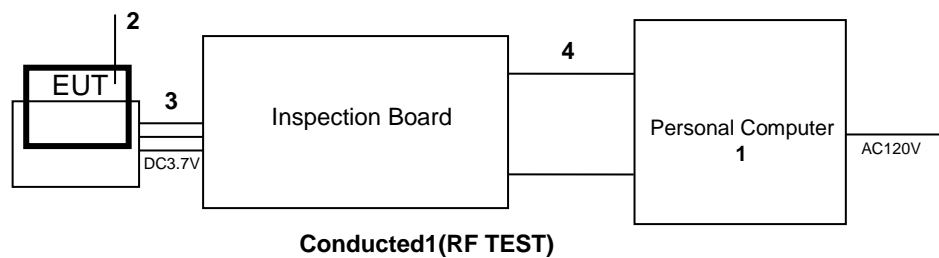 2
EUT
3
4
Inspection Board
Personal Computer
1
DC3.7V
AC120V
Conducted1(RF TEST)